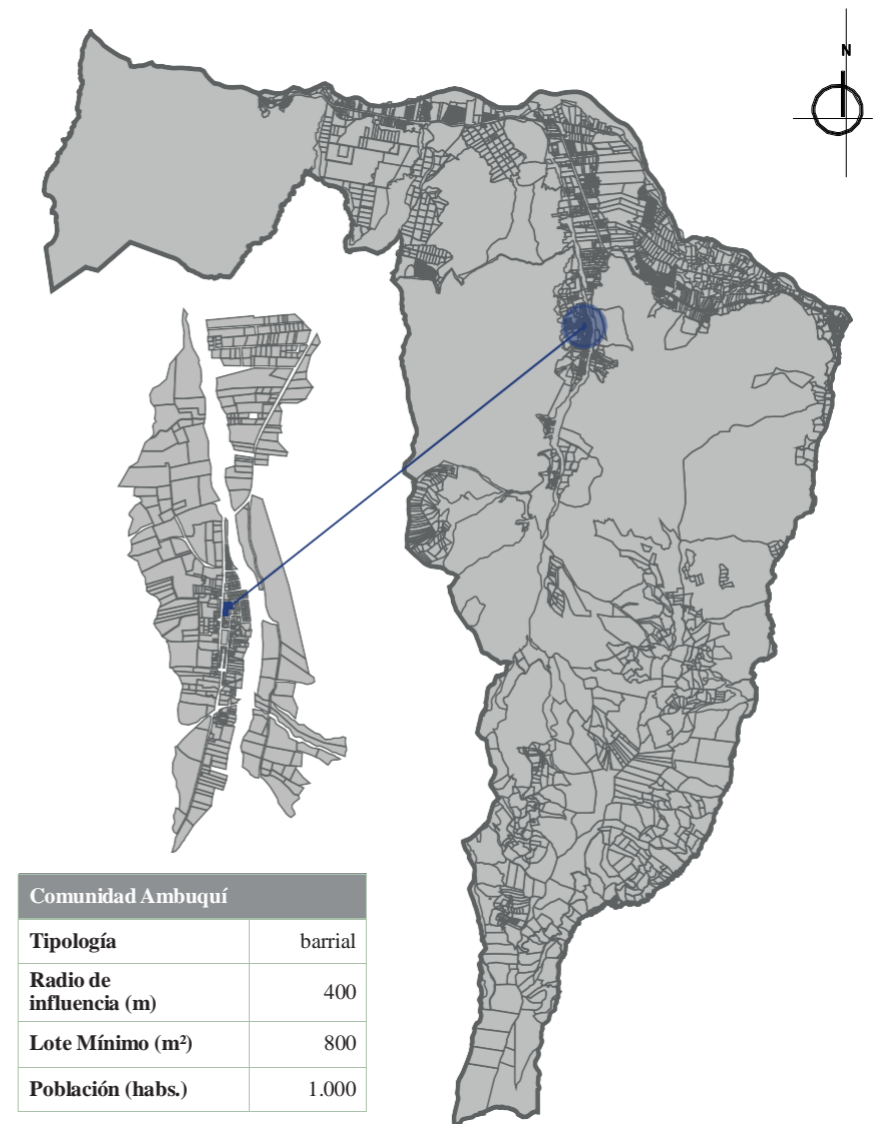 N
Comunidad Ambuquí
Tipología barrial
Radio de
influencia (m) 400
Lote Mínimo (m²) 800
Población (habs.) 1.000